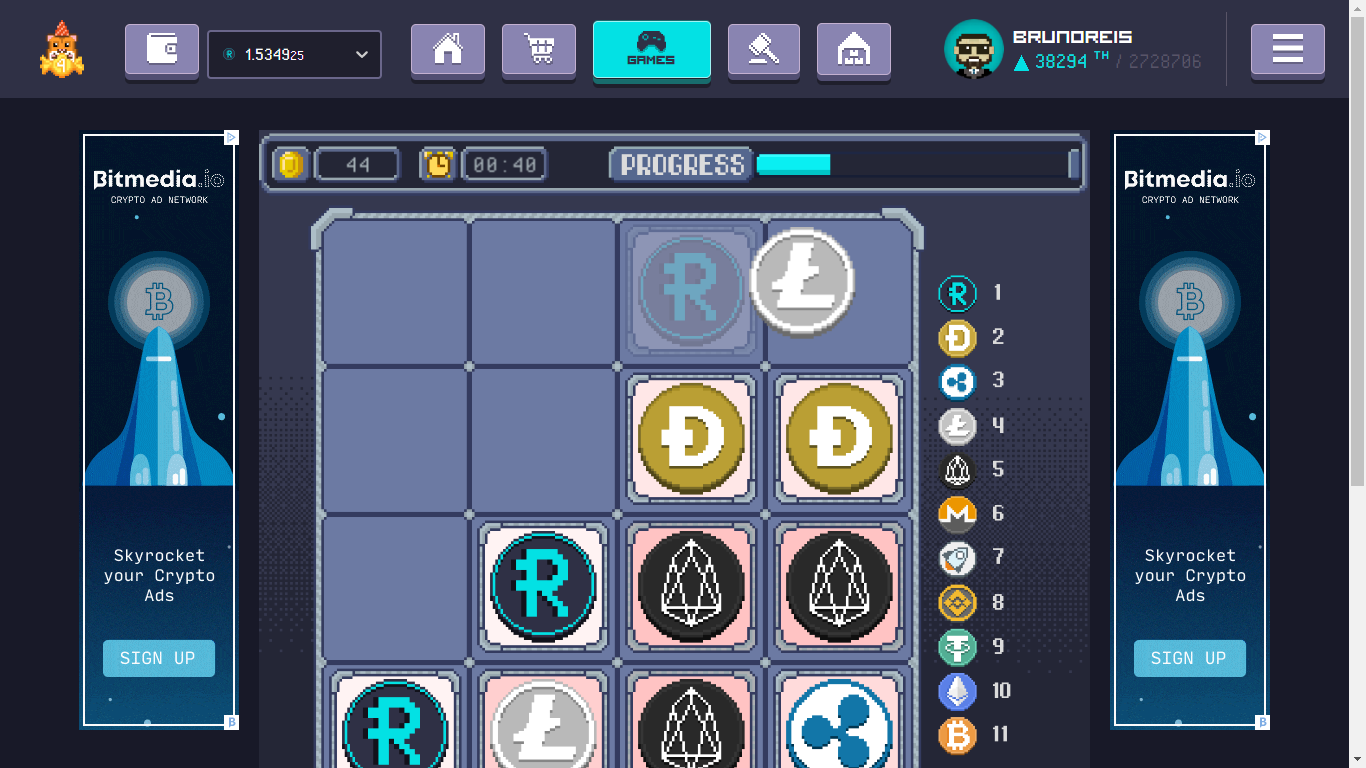 1.534925
GAMES
BRUNOREIS
38294 TH / 2728706
Bitmedia.io
CRYPTO AD NETWORK
Skyrocket
your Crypto
Ads
SIGN UP
44
00:40
PROGRESS
1
2
3
4
5
6
7
8
9
10
11
Bitmedia.io
CRYPTO AD NETWORK
Skyrocket
your Crypto
Ads
SIGN UP